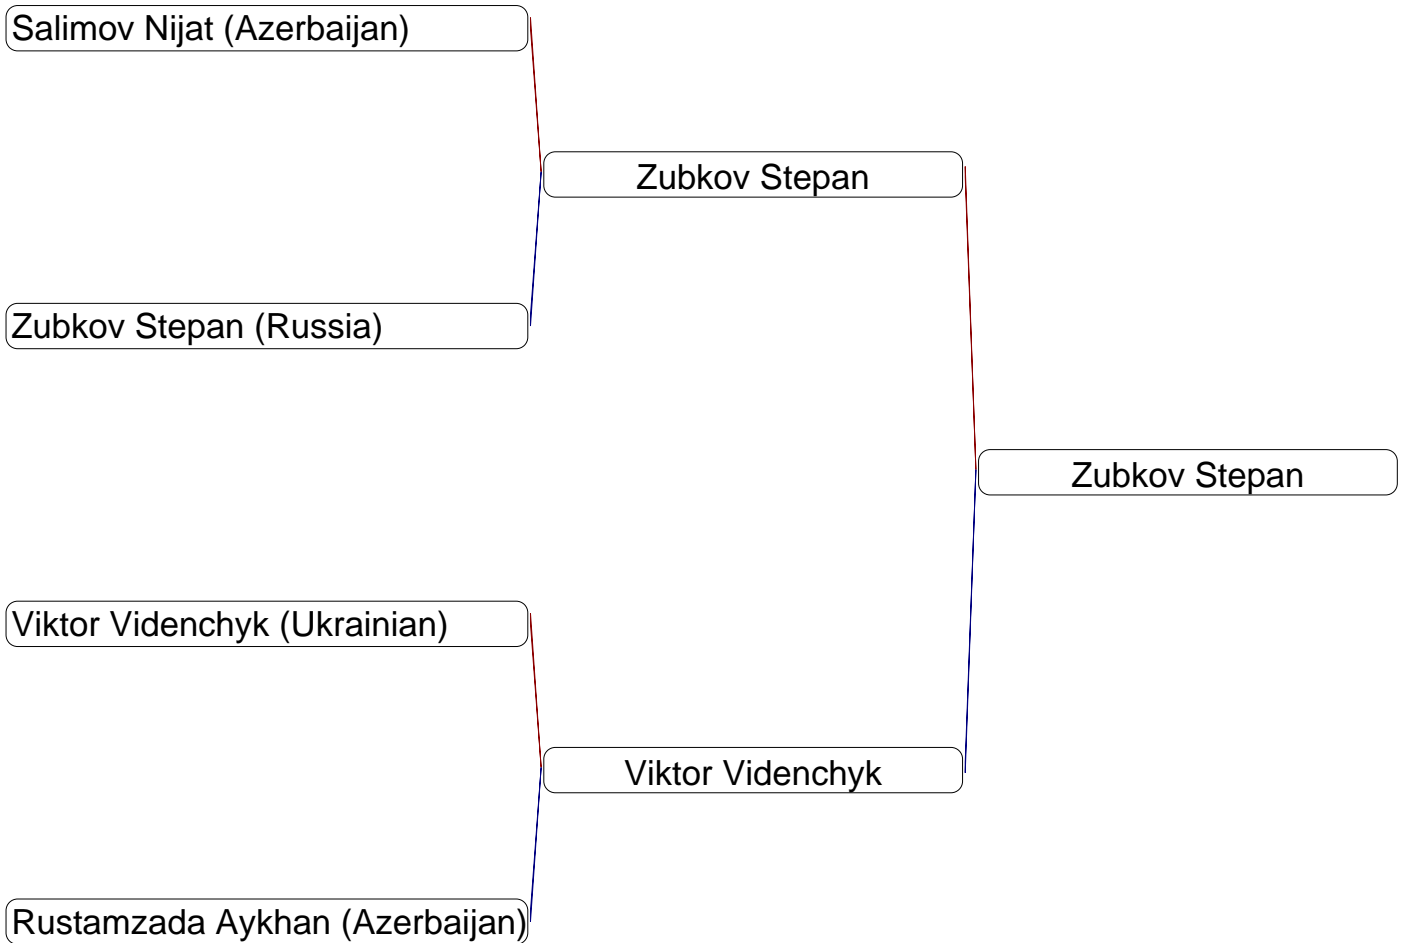 Salimov Nijat (Azerbaijan)
Zubkov Stepan
Zubkov Stepan (Russia)
Zubkov Stepan
Viktor Videnchyk (Ukrainian)
Viktor Videnchyk
Rustamzada Aykhan (Azerbaijan)